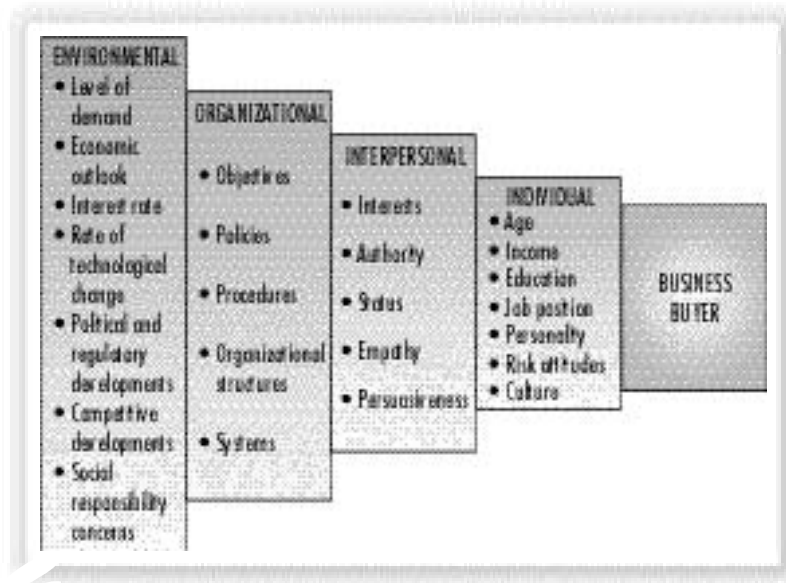 ENVIRONMENTAL
• Level of
demand
• Economic
outlook
• Interest rate
• Rate of
technological
change
• Political and
regulatory
developments
• Competitive
developments
• Social
responsibility
concerns
ORGANIZATIONAL
• Objectives
• Policies
• Procedures
• Organizational
structures
• Systems
INTERPERSONAL
• Interests
• Authority
• Status
• Empathy
• Persuasiveness
INDIVIDUAL
• Age
• Income
• Education
• Job position
• Personality
• Risk attitudes
• Culture
BUSINESS
BUYER